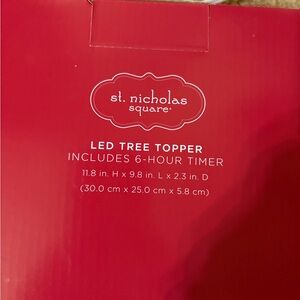 st. nicholas
square®
LED TREE TOPPER
INCLUDES 6-HOUR TIMER
11.8 in. H x 9.8 in. L x 2.3 in. D
(30.0 cm x 25.0 cm x 5.8 cm)